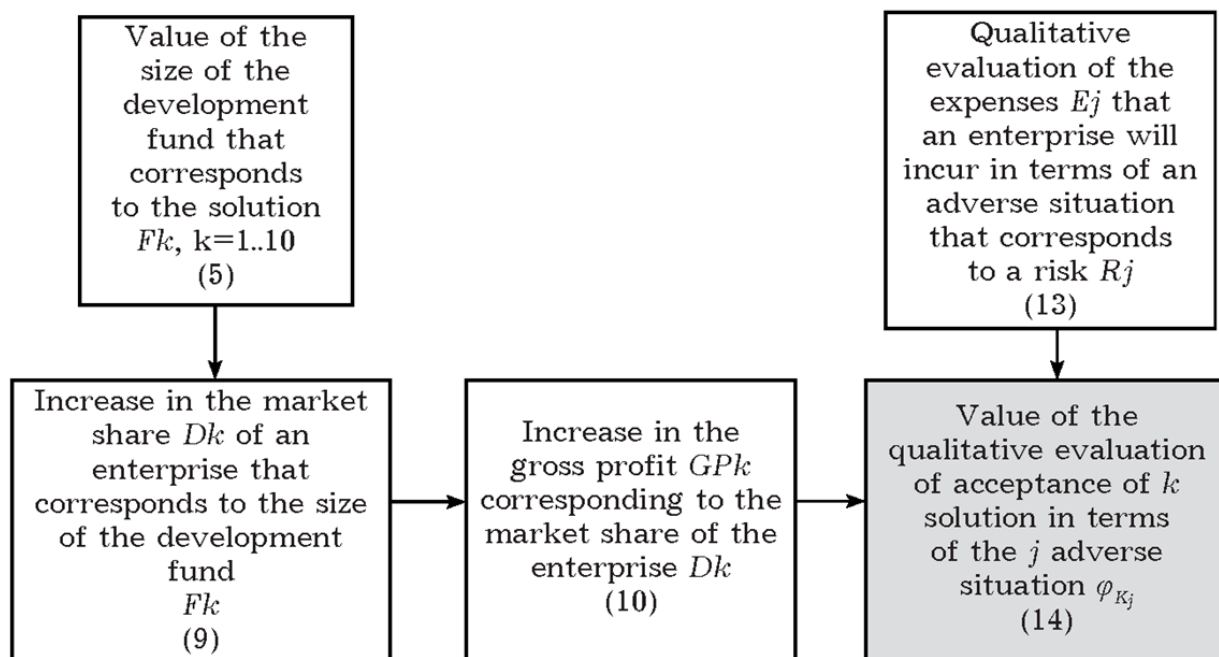 Value of the
size of the
development
fund that
corresponds
to the solution
Fk, k=1..10
(5)
Qualitative
evaluation of the
expenses Ej that
an enterprise will
incur in terms of an
adverse situation
that corresponds
to a risk Rj
(13)
Increase in the market
share Dk of an
enterprise that
corresponds to the size
of the development
fund
Fk
(9)
Increase in the
gross profit GPk
corresponding to the
market share of the
enterprise Dk
(10)
Value of the
qualitative evaluation
of acceptance of k
solution in terms
of the j adverse
situation φKj
(14)